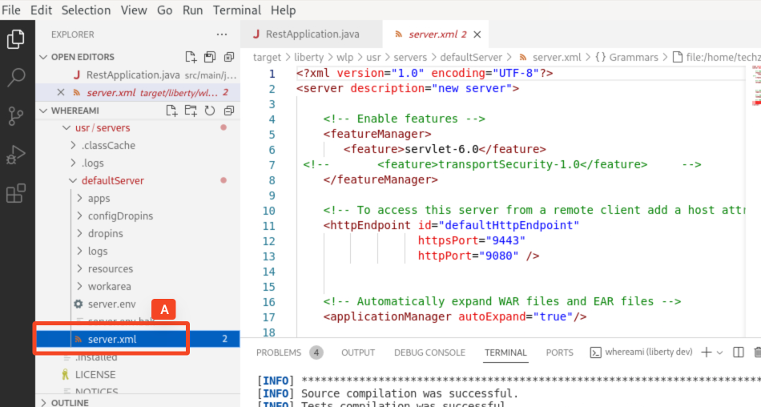 File Edit Selection View Go Run Terminal Help
EXPLORER
OPEN EDITORS
J RestApplication.java src/main/j...
server.xml target/liberty/wl... 2
WHEREAMI
usr/servers
.classCache
.logs
defaultServer
apps
configDropins
dropins
logs
resources
workarea
server.env
server.env.bak
A
server.xml 2
.installed
LICENSE
NOTICES
OUTLINE
J RestApplication.java
server.xml 2
target > liberty > wlp > usr > servers > defaultServer > server.xml > {} Grammars > file:/home/techz
1 <?xml version="1.0" encoding="UTF-8"?>
2 <server description="new server">
3
4 <!-- Enable features -->
5 <featureManager>
6 <feature>servlet-6.0</feature>
7 <!-- <feature>transportSecurity-1.0</feature> -->
8 </featureManager>
9
10 <!-- To access this server from a remote client add a host attr
11 <httpEndpoint id="defaultHttpEndpoint"
12 httpsPort="9443"
13 httpPort="9080" />
14
15
16 <!-- Automatically expand WAR files and EAR files -->
17 <applicationManager autoExpand="true"/>
18
PROBLEMS 4 OUTPUT DEBUG CONSOLE TERMINAL PORTS whereami (liberty dev)
[INFO] ************************************************************************
[INFO] Source compilation was successful.
[INFO] Tests compilation was successful.